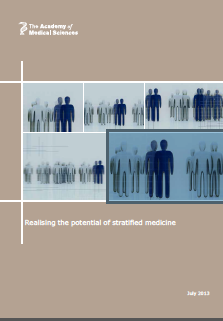 The Academy of
Medical Sciences
Realising the potential of stratified medicine
July 2013